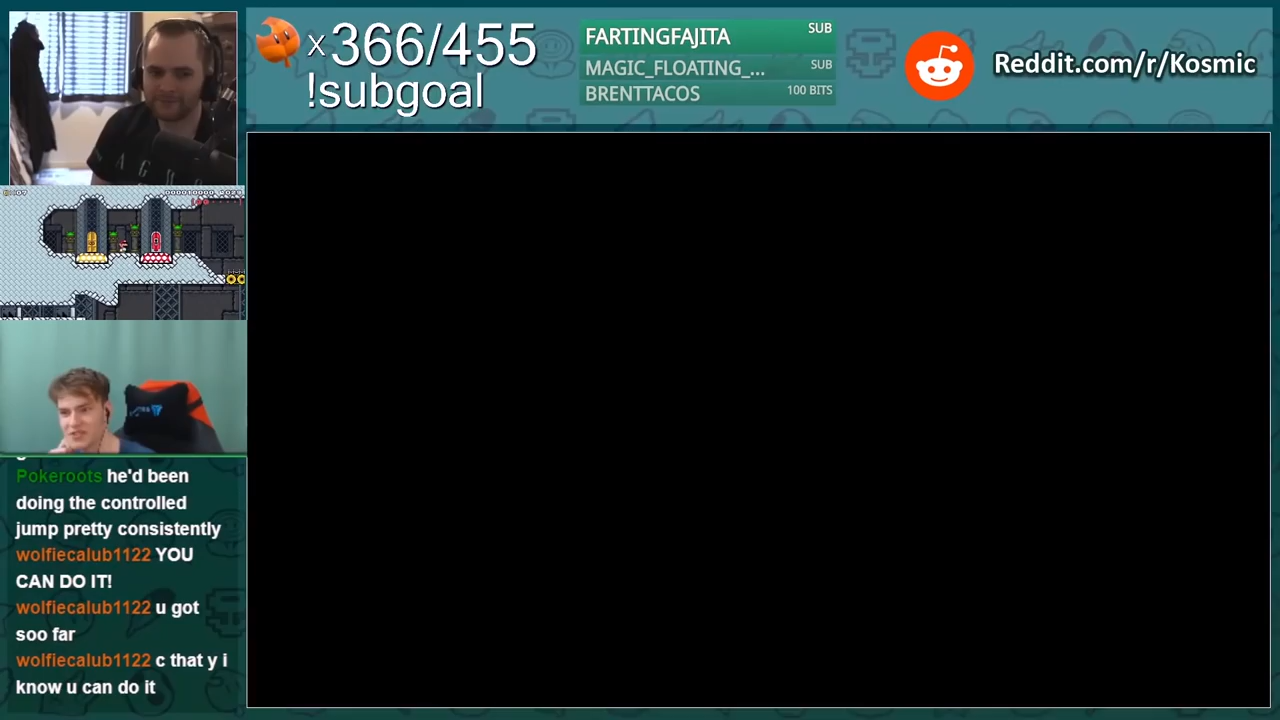 x366/455
!subgoal
FARTINGFAJITA SUB
MAGIC_FLOATING_... SUB
BRENTTACOS 100 BITS
Reddit.com/r/Kosmic
Pokeroots he'd been
doing the controlled
jump pretty consistently
wolfiecalub1122 YOU
CAN DO IT!
wolfiecalub1122 u got
soo far
wolfiecalub1122 c that y i
know u can do it